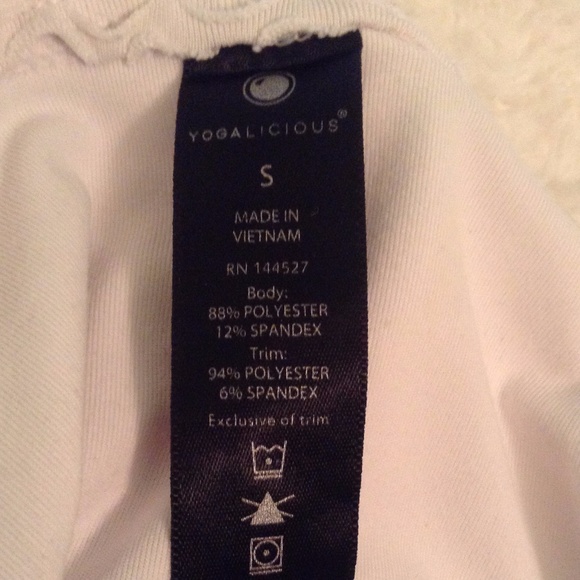 YOGALICIOUS®
S
MADE IN
VIETNAM
RN 144527
Body:
88% POLYESTER
12% SPANDEX
Trim:
94% POLYESTER
6% SPANDEX
Exclusive of trim